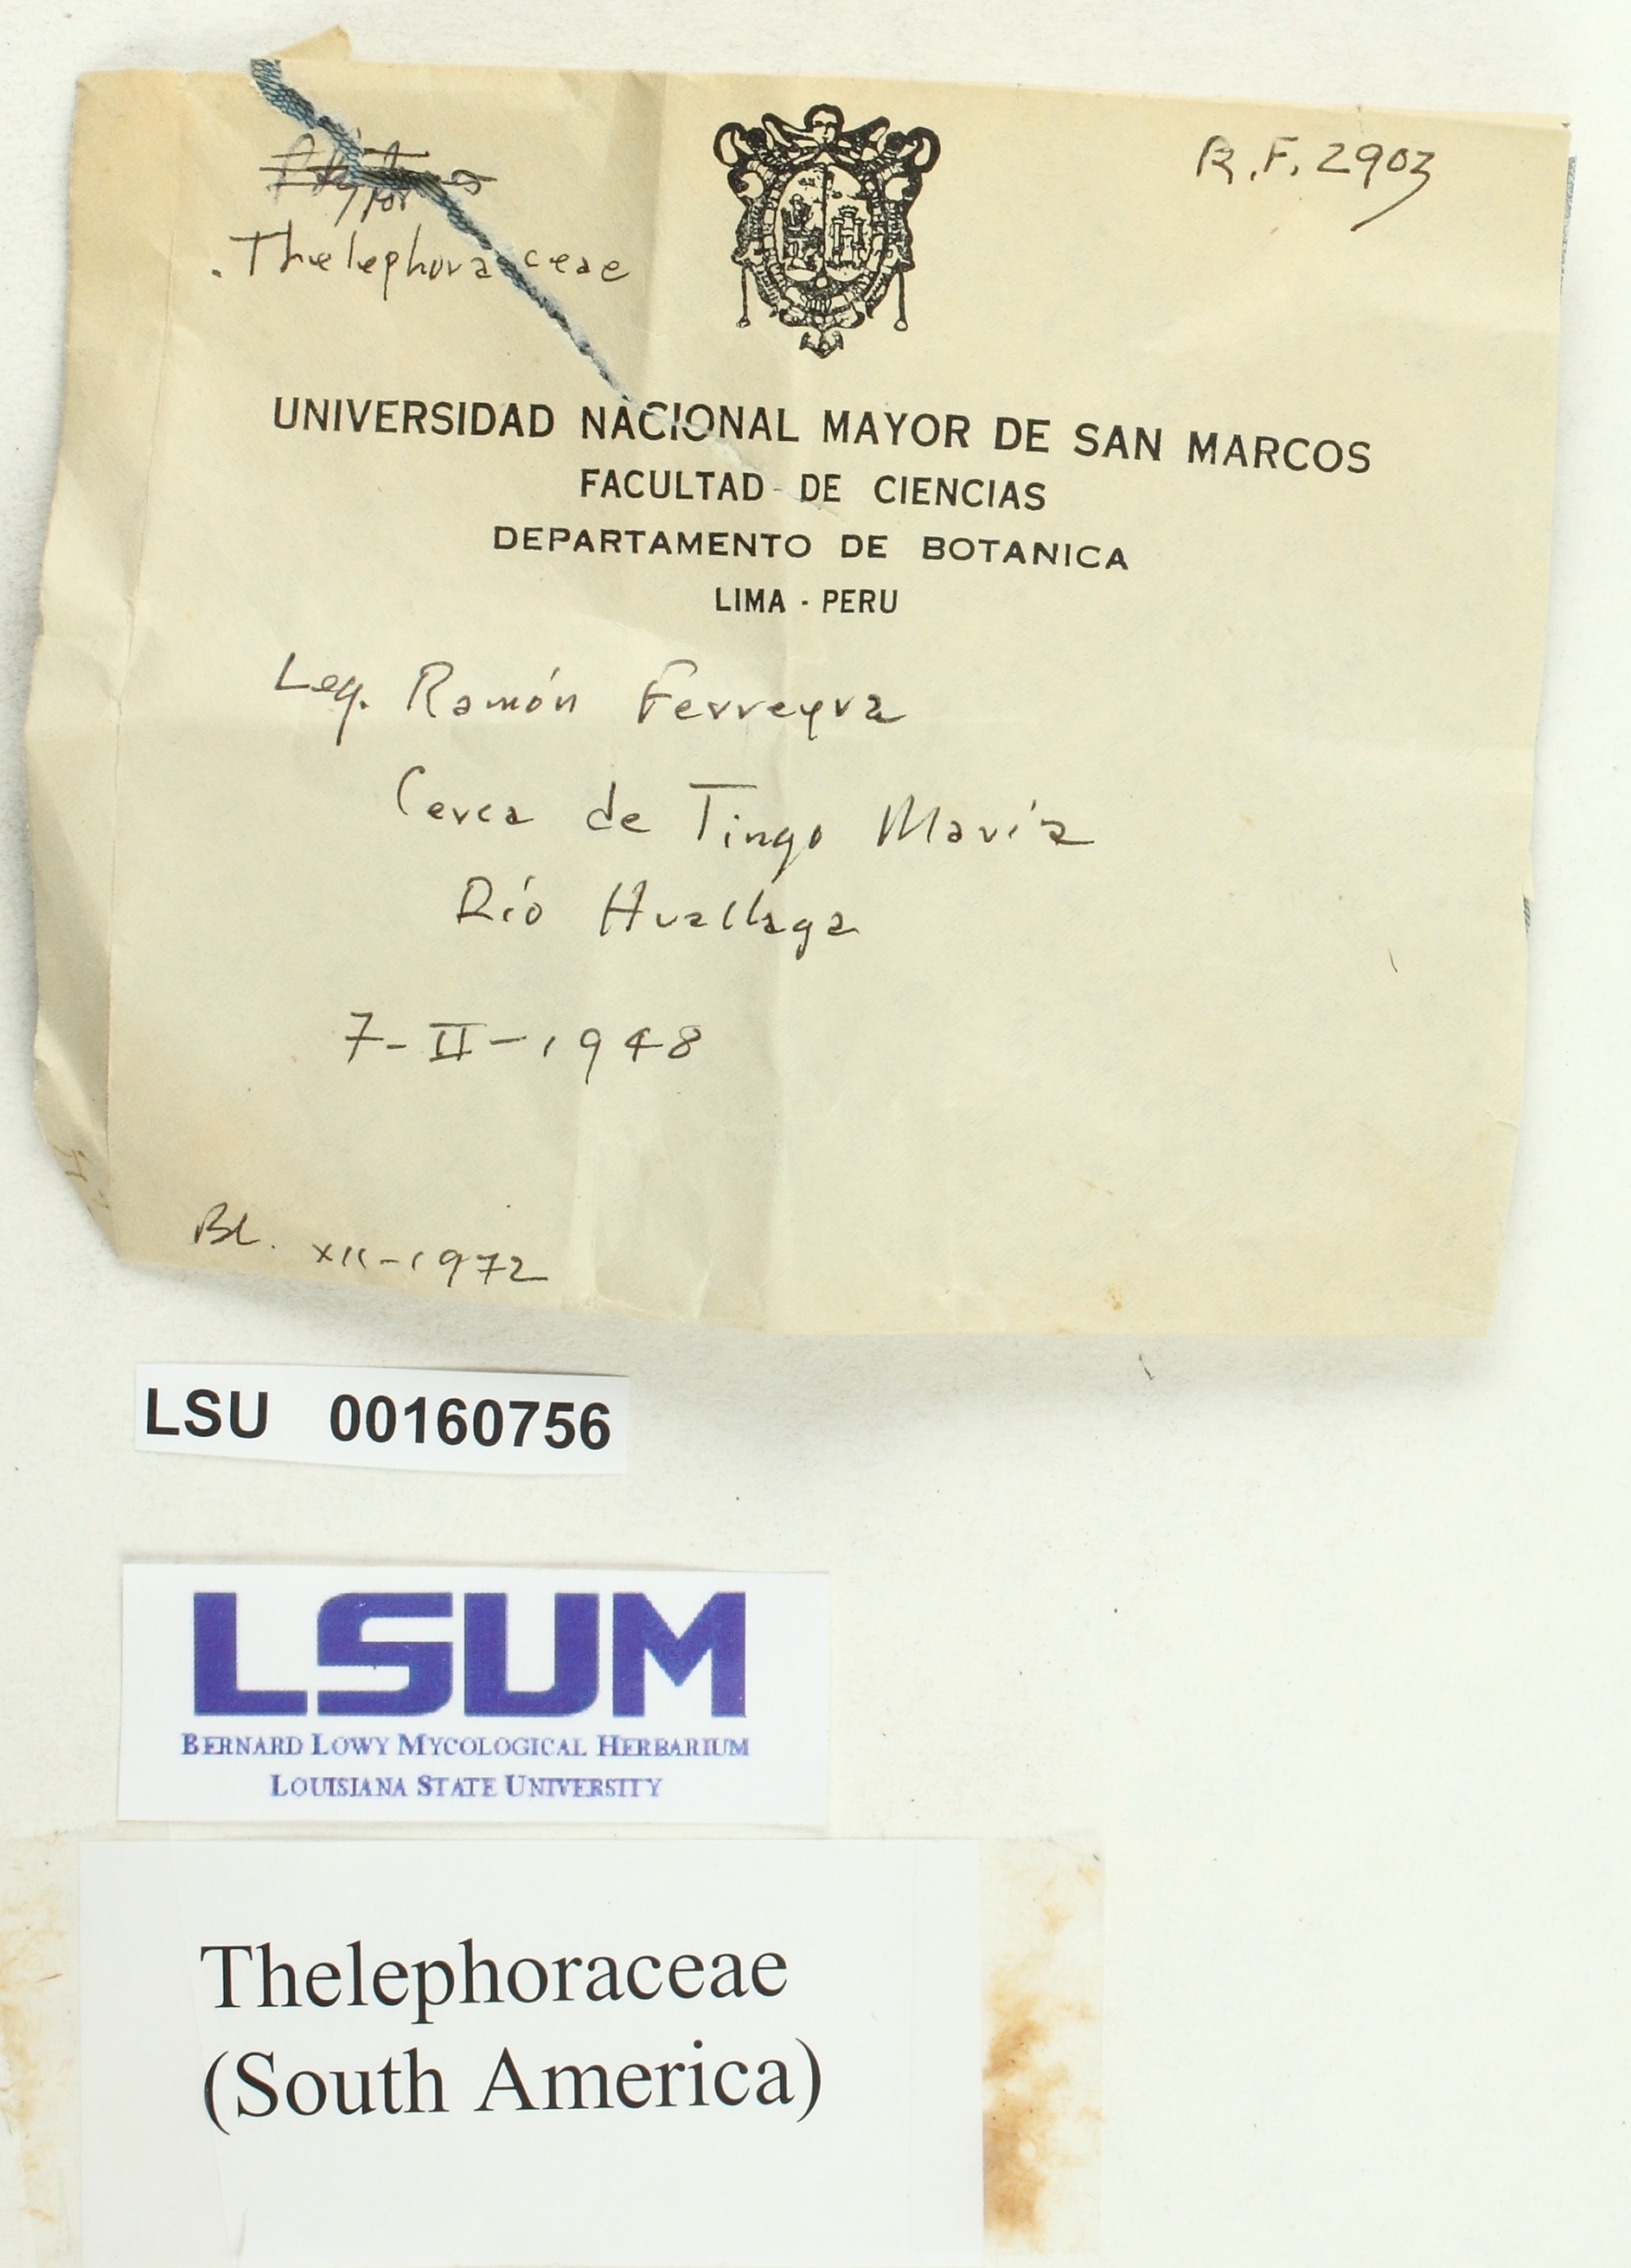 R.F. 2903
Thelephoraceae
UNIVERSIDAD NACIONAL MAYOR DE SAN MARCOS
FACULTAD DE CIENCIAS
DEPARTAMENTO DE BOTANICA
LIMA - PERU
Leg. Ramón Ferreyra
Cerca de Tingo María
Río Huallaga
7-II-1948
Bl. XII-1972
LSU 00160756
LSUM
BERNARD LOWY MYCOLOGICAL HERBARIUM
LOUISIANA STATE UNIVERSITY
Thelephoraceae
(South America)